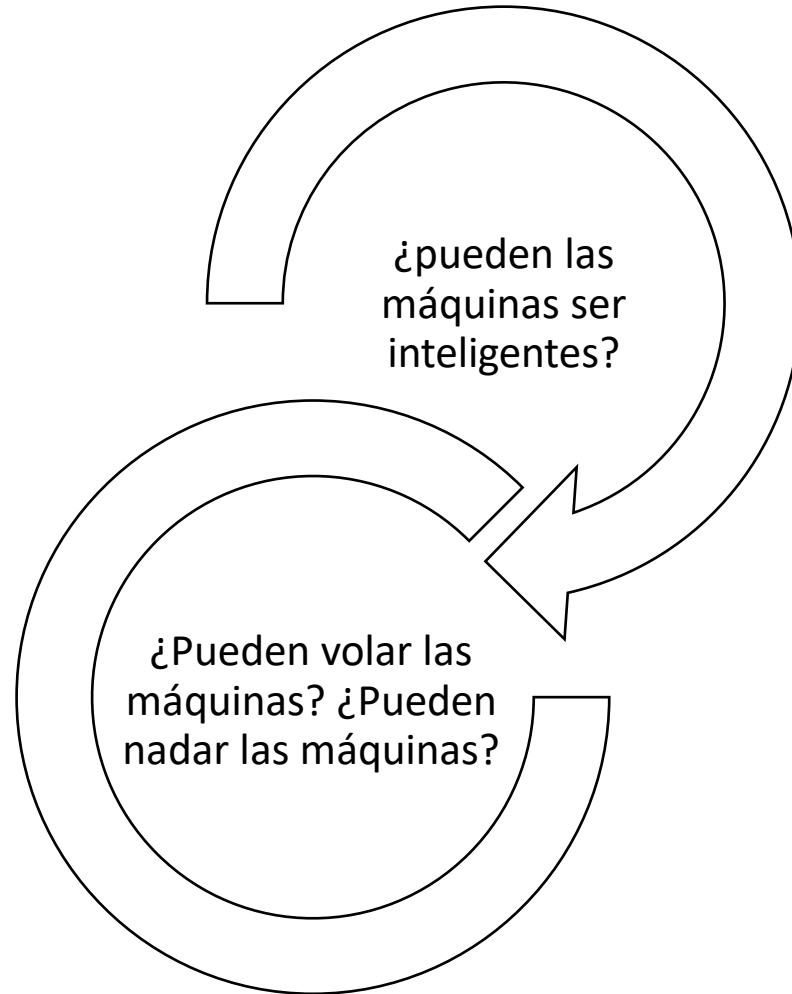 ¿pueden las
máquinas ser
inteligentes?
¿Pueden volar las
máquinas? ¿Pueden
nadar las máquinas?